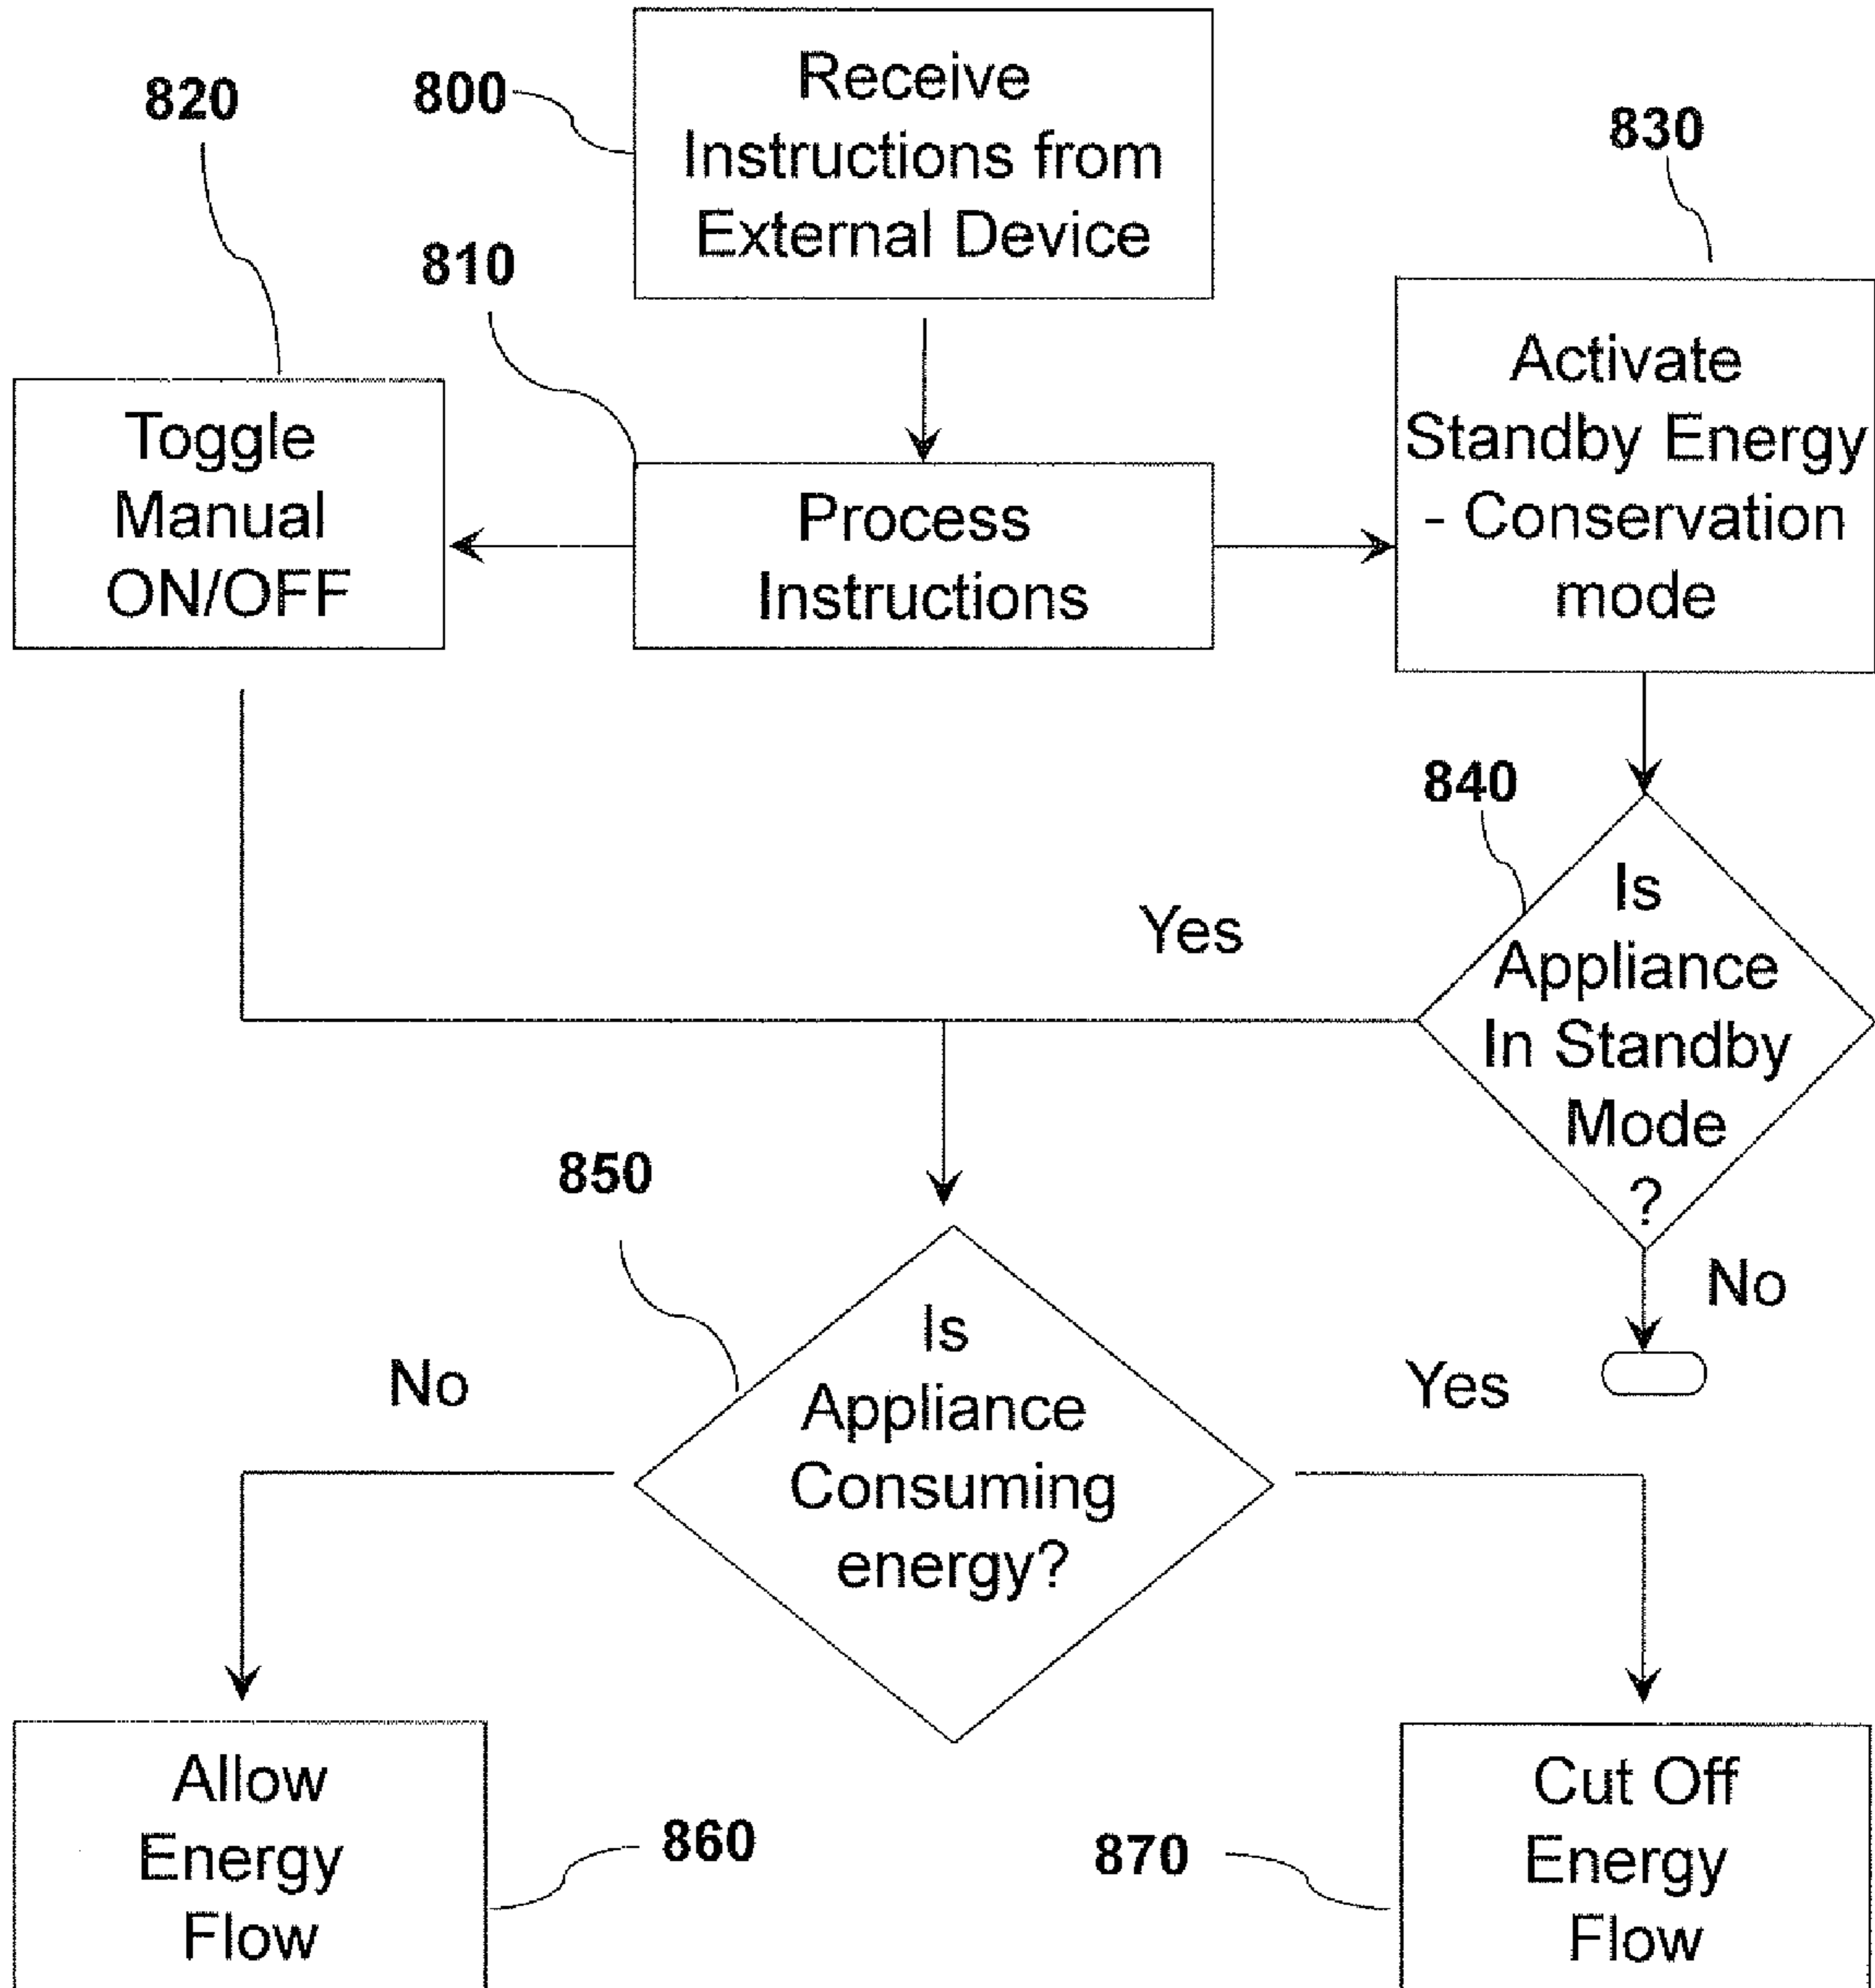 820
800
Receive
Instructions from
External Device
830
810
Toggle
Manual
ON/OFF
Process
Instructions
Activate
Standby Energy
- Conservation
mode
840
Is
Appliance
In Standby
Mode
?
Yes
No
850
Is
Appliance
Consuming
energy?
No
Yes
Allow
Energy
Flow
860
870
Cut Off
Energy
Flow